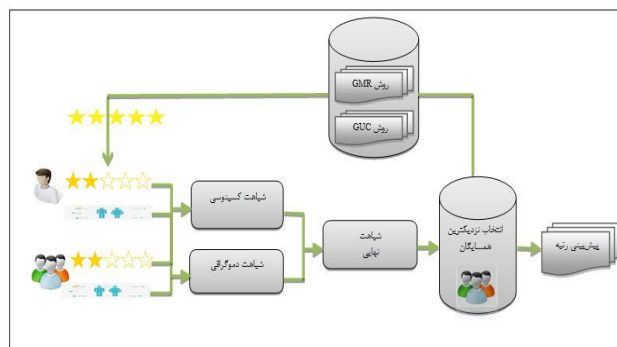 روش GMR
روش GUC
شباهت کسینوسی
شباهت دموگرافی
شباهت
نهایی
انتخاب نزدیکترین
همسایگان
پیش‌بینی رتبه